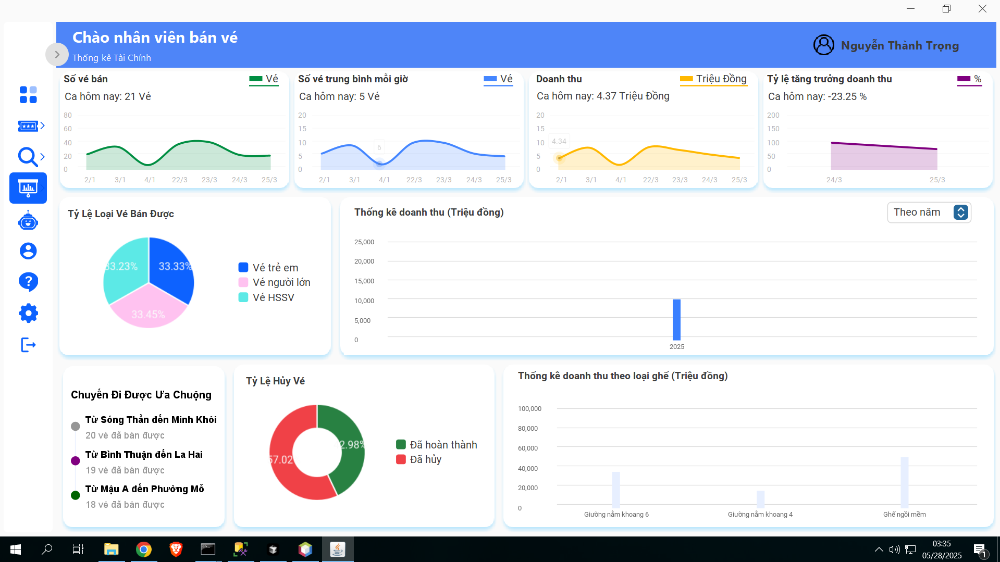 Chào nhân viên bán vé
Thống kê Tài Chính
Nguyễn Thành Trọng
Số vé bán
Vé
Ca hôm nay: 21 Vé
80
60
40
20
0
2/1 3/1 4/1 22/3 23/3 24/3 25/3
Số vé trung bình mỗi giờ
Vé
Ca hôm nay: 5 Vé
20
15
10
5
0
6
2/1 3/1 4/1 22/3 23/3 24/3 25/3
Doanh thu
Triệu Đồng
Ca hôm nay: 4.37 Triệu Đồng
20
15
10
5
0
4.34
2/1 3/1 4/1 22/3 23/3 24/3 25/3
Tỷ lệ tăng trưởng doanh thu
%
Ca hôm nay: -23.25 %
200
150
100
50
0
24/3 25/3
Tỷ Lệ Loại Vé Bán Được
33.23%
33.33%
33.45%
Vé trẻ em
Vé người lớn
Vé HSSV
Thống kê doanh thu (Triệu đồng)
Theo năm
25,000
20,000
15,000
10,000
5,000
0
2025
Chuyến Đi Được Ưa Chuộng
Từ Sóng Thần đến Minh Khôi
20 vé đã bán được
Từ Bình Thuận đến La Hai
19 vé đã bán được
Từ Mậu A đến Phường Mỗ
18 vé đã bán được
Tỷ Lệ Hủy Vé
2.98%
57.02
Đã hoàn thành
Đã hủy
Thống kê doanh thu theo loại ghế (Triệu đồng)
100,000
80,000
60,000
40,000
20,000
0
Giường nằm khoang 6
Giường nằm khoang 4
Ghế ngồi mềm
03:35
05/28/2025
1